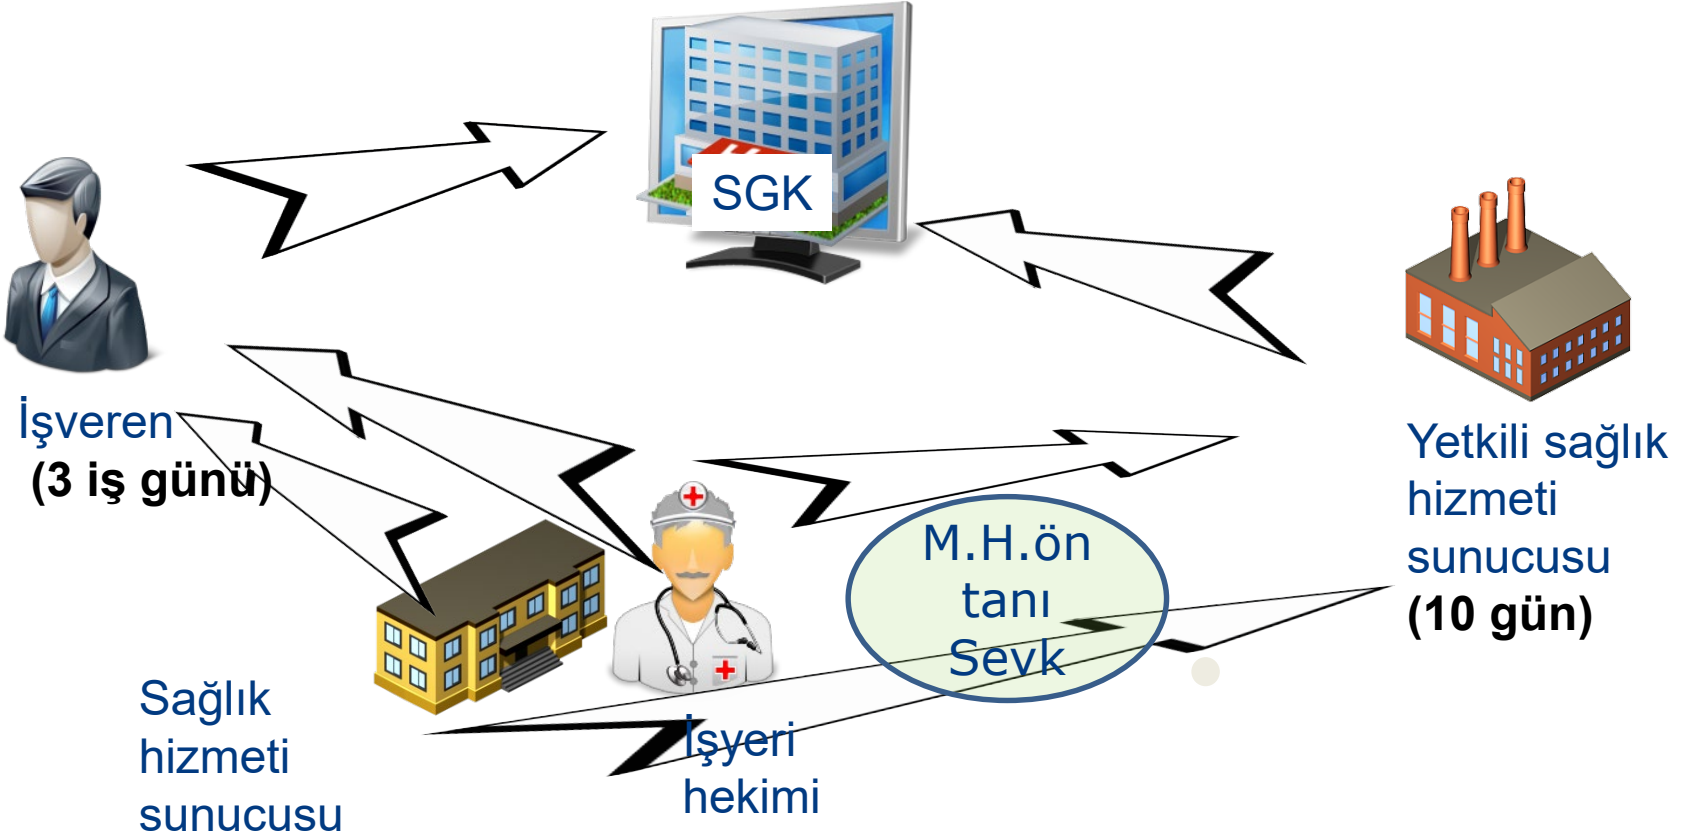 SGK
İşveren
(3 iş günü)
Yetkili sağlık
hizmeti
sunucusu
(10 gün)
M.H.ön
tanı
Sevk
Sağlık
hizmeti
sunucusu
İşyeri
hekimi